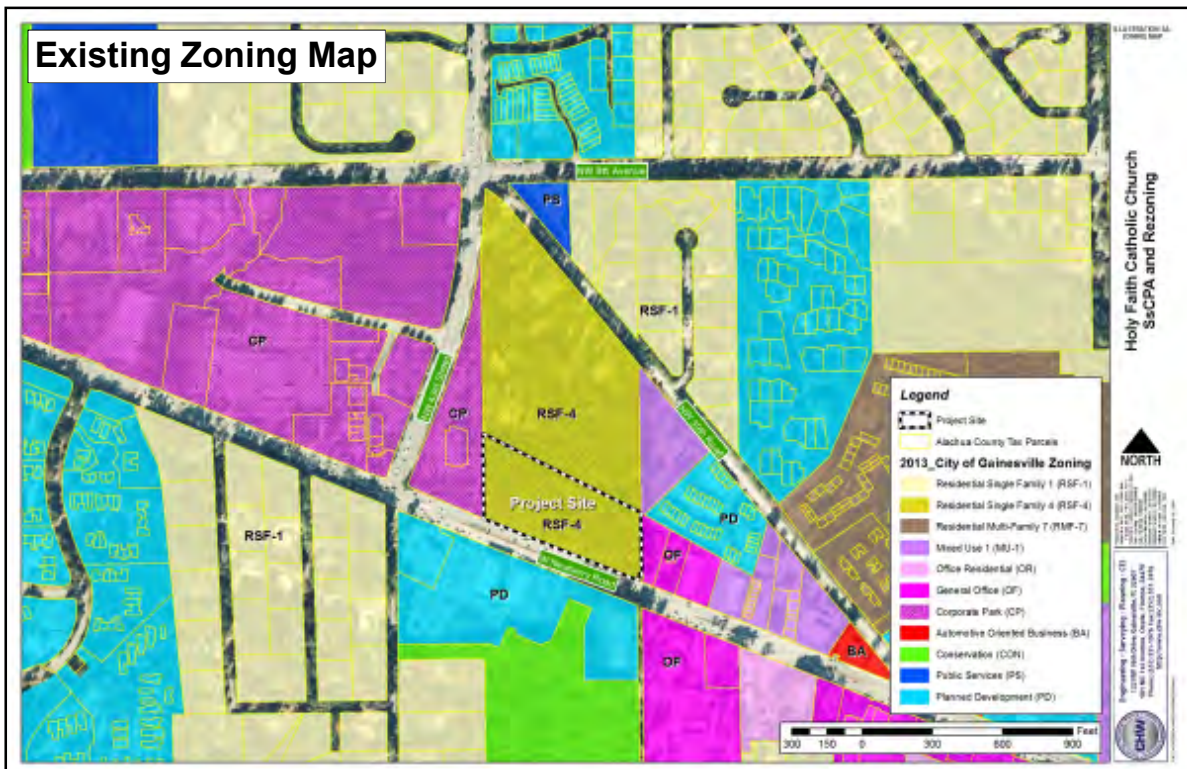 Existing Zoning Map
NW 8th Avenue
PS
RSF-1
CP
CP
RSF-4
Project Site
RSF-4
RSF-1
PD
OF
PD
W Newberry Road
OF
BA
Legend
Project Site
Alachua County Tax Parcels
2013_City of Gainesville Zoning
Residential Single Family 1 (RSF-1)
Residential Single Family 4 (RSF-4)
Residential Multi-Family 7 (RMF-7)
Mixed Use 1 (MU-1)
Office Residential (OR)
General Office (OF)
Corporate Park (CP)
Automotive Oriented Business (BA)
Conservation (CON)
Public Services (PS)
Planned Development (PD)
Feet
300 150 0 300 600 900
Holy Faith Catholic Church
SsCPA and Rezoning
NORTH
CHW